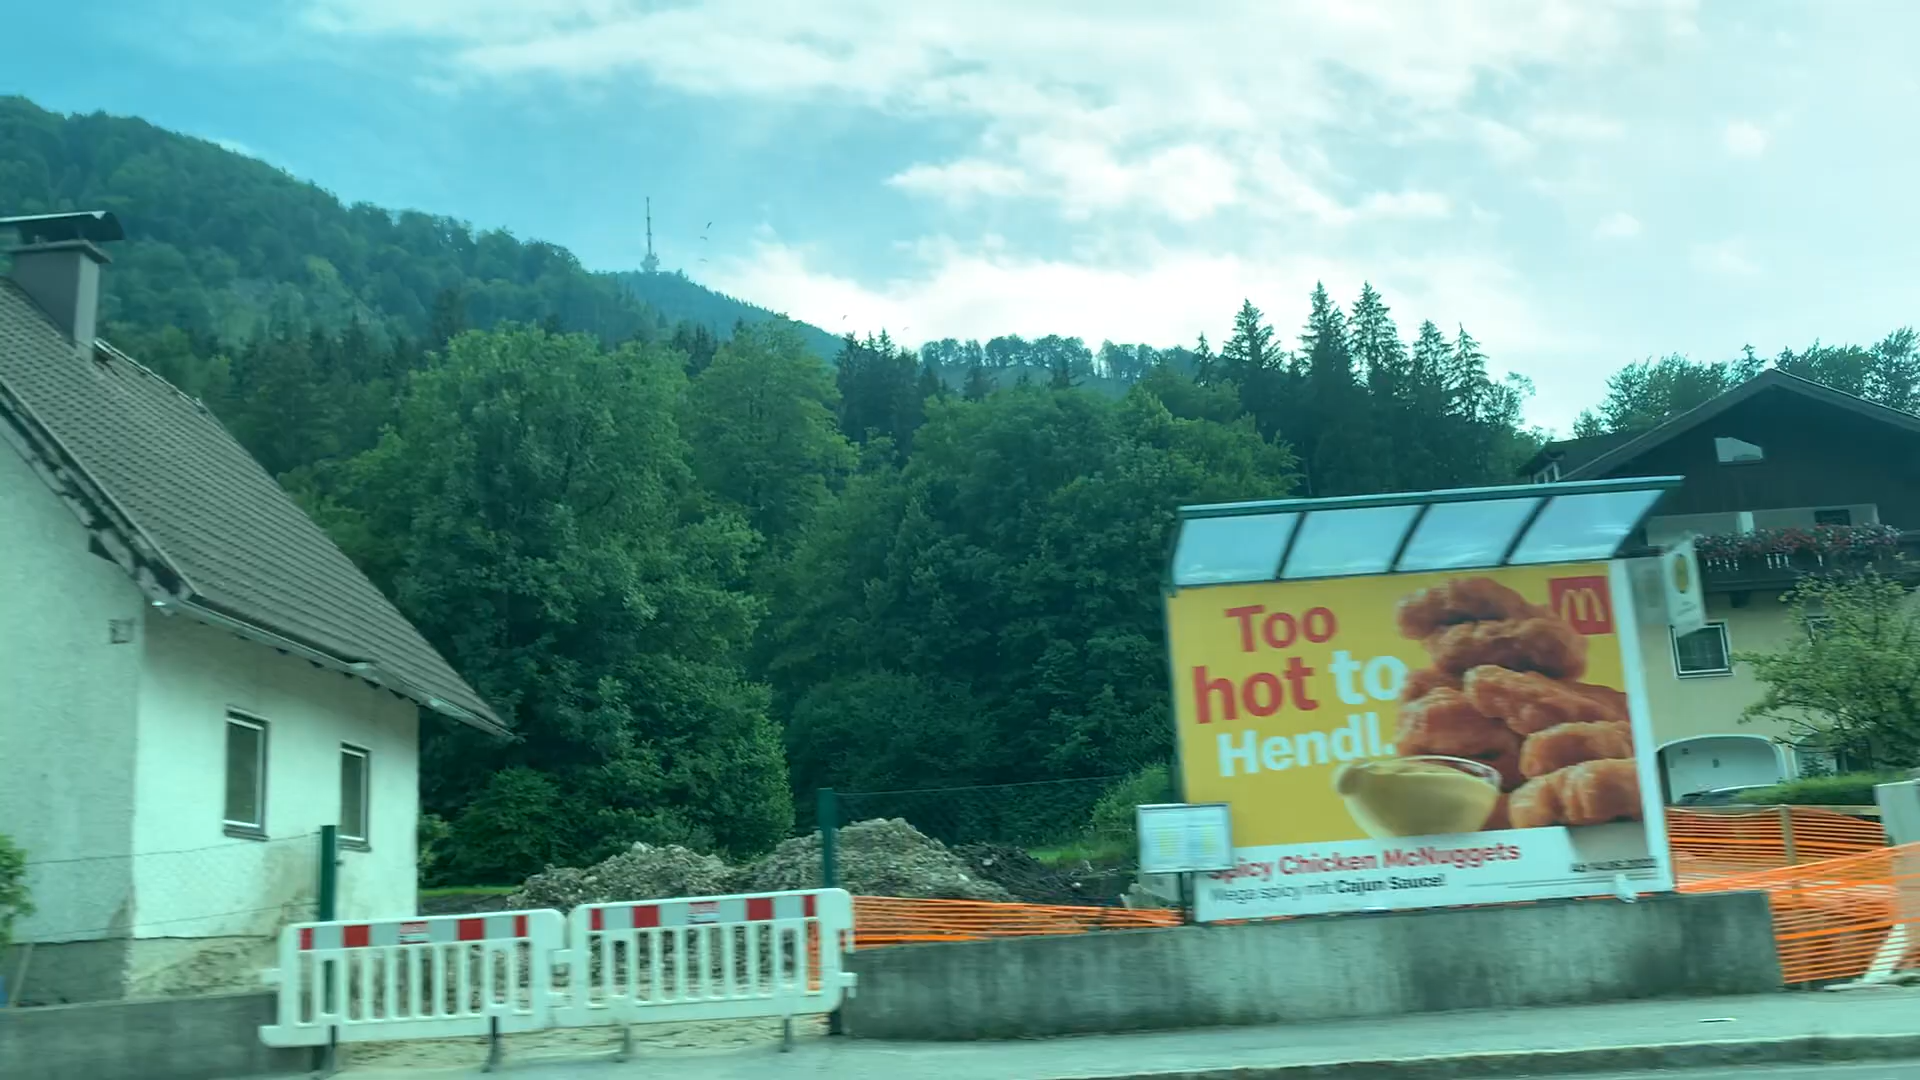 Too
hot to
Hendl.
Spicy Chicken McNuggets
Mega spicy mit Cajun Sauce!